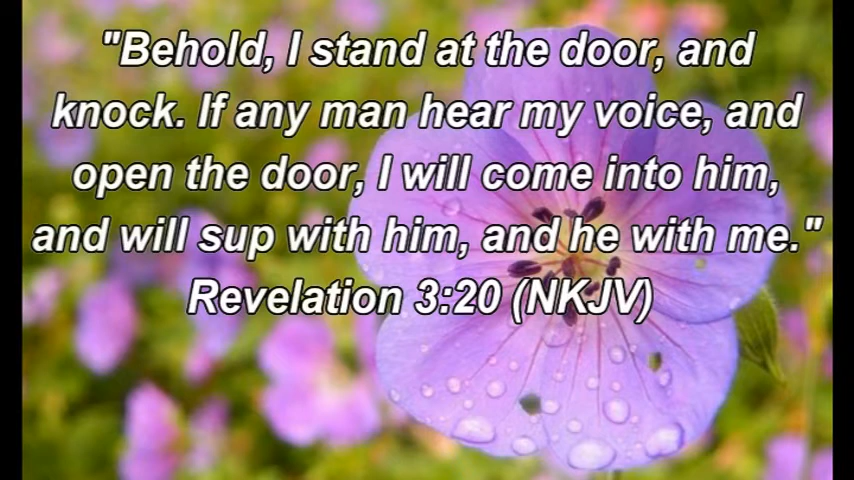 "Behold, I stand at the door, and
knock. If any man hear my voice, and
open the door, I will come into him,
and will sup with him, and he with me."
Revelation 3:20 (NKJV)